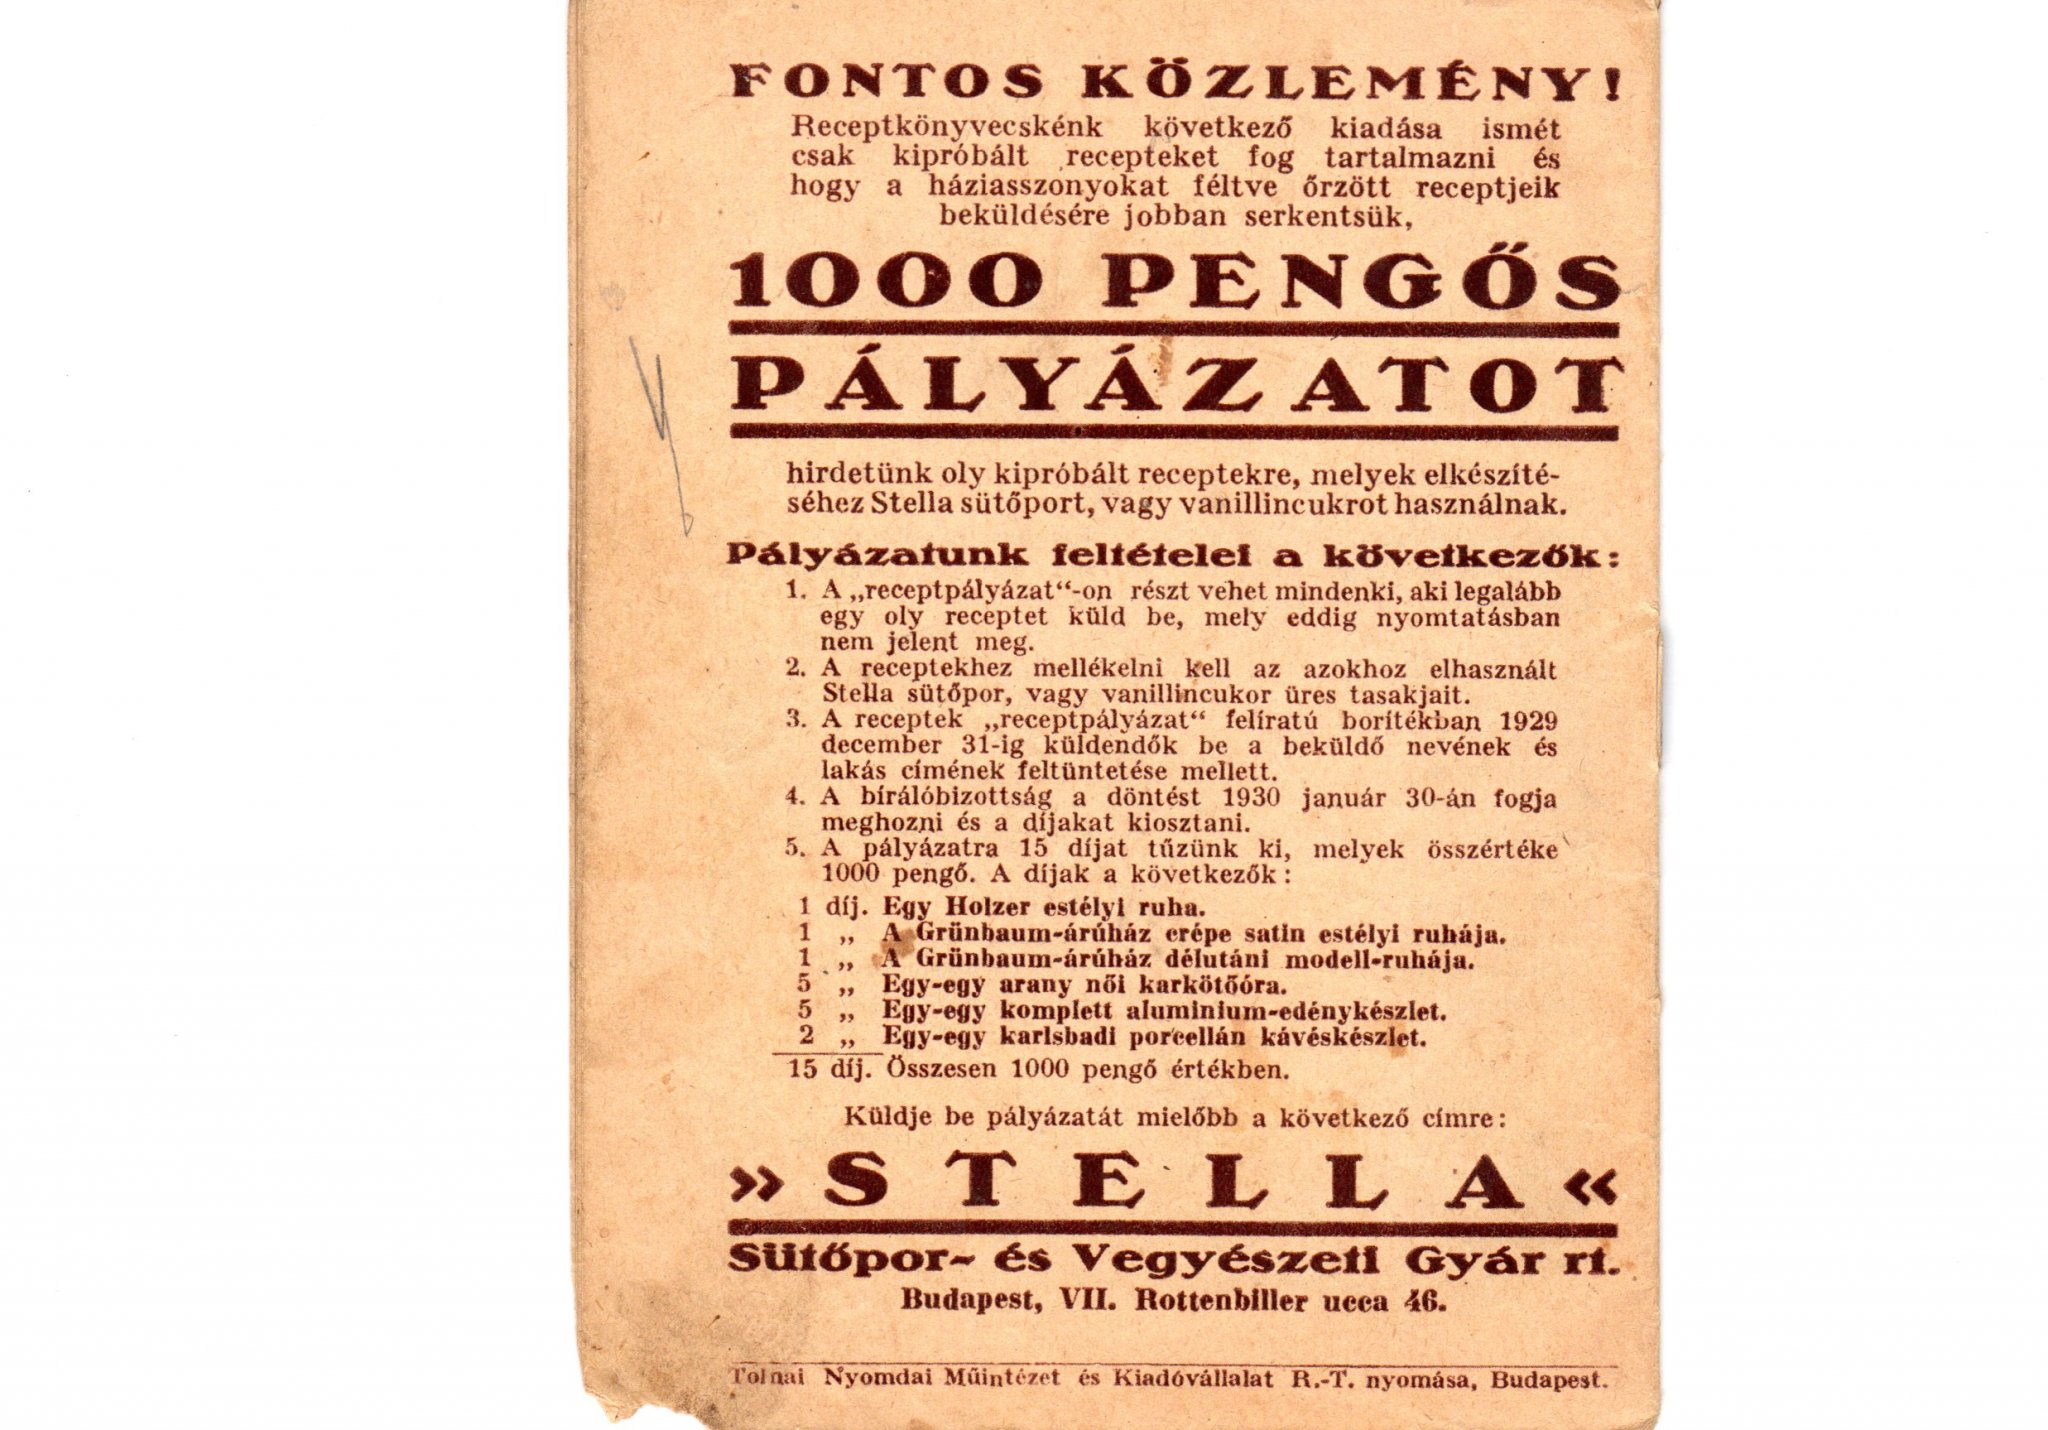 FONTOS KÖZLEMÉNY!
Receptkönyvecskénk következő kiadása ismét
csak kipróbált recepteket fog tartalmazni és
hogy a háziasszonyokat féltve őrzött receptjeik
beküldésére jobban serkentsük,
1000 PENGŐS
PÁLYÁZATOT
hirdetünk oly kipróbált receptekre, melyek elkészíté-
séhez Stella sütőport, vagy vanillincukrot használnak.
Pályázatunk feltételei a következők:
1. A „receptpályázat“-on részt vehet mindenki, aki legalább
egy oly receptet küld be, mely eddig nyomtatásban
nem jelent meg.
2. A receptekhez mellékelni kell az azokhoz elhasznált
Stella sütőpor, vagy vanillincukor üres tasakjait.
3. A receptek „receptpályázat“ felíratú borítékban 1929
december 31-ig küldendők be a beküldő nevének és
lakás címének feltüntetése mellett.
4. A bírálóbizottság a döntést 1930 január 30-án fogja
meghozni és a díjakat kiosztani.
5. A pályázatra 15 díjat tűzünk ki, melyek összértéke
1000 pengő. A díjak a következők:
1 díj. Egy Holzer estélyi ruha.
1 „ A Grünbaum-árúház crépe satin estélyi ruhája.
1 „ A Grünbaum-árúház délutáni modell-ruhája.
5 „ Egy-egy arany női karkötőóra.
5 „ Egy-egy komplett aluminium-edénykészlet.
2 „ Egy-egy karlsbadi porcellán kávéskészlet.
15 díj. Összesen 1000 pengő értékben.
Küldje be pályázatát mielőbb a következő címre:
»STELLA«
Sütőpor- és Vegyészeti Gyár rt.
Budapest, VII. Rottenbiller ucca 46.
Tolnai Nyomdai Műintézet és Kiadóvállalat R.-T. nyomása, Budapest.